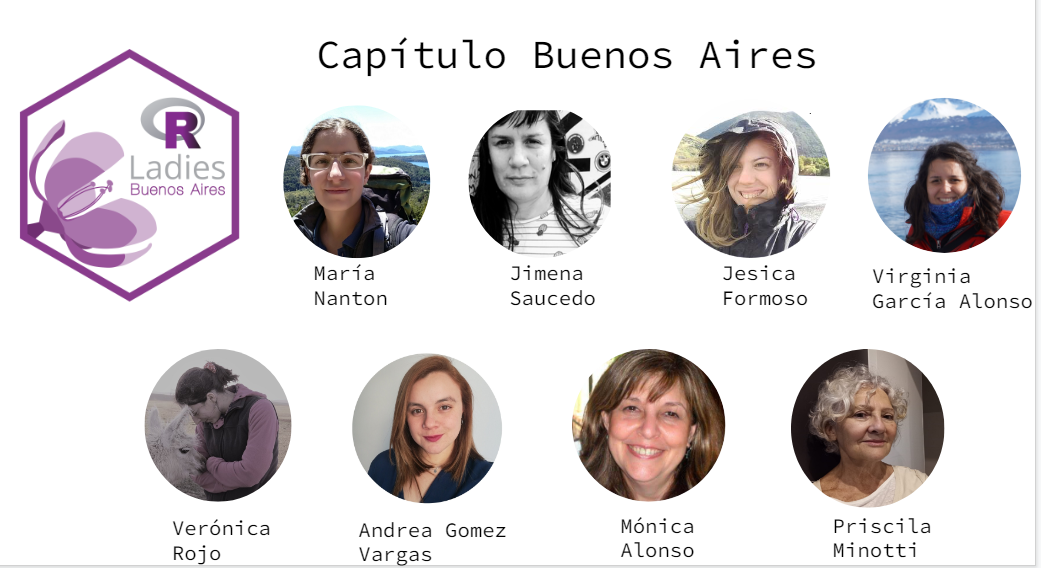 Capítulo Buenos Aires
R
Ladies
Buenos Aires
María
Nanton
Jimena
Saucedo
Jesica
Formoso
Virginia
García Alonso
Verónica
Rojo
Andrea Gomez
Vargas
Mónica
Alonso
Priscila
Minotti